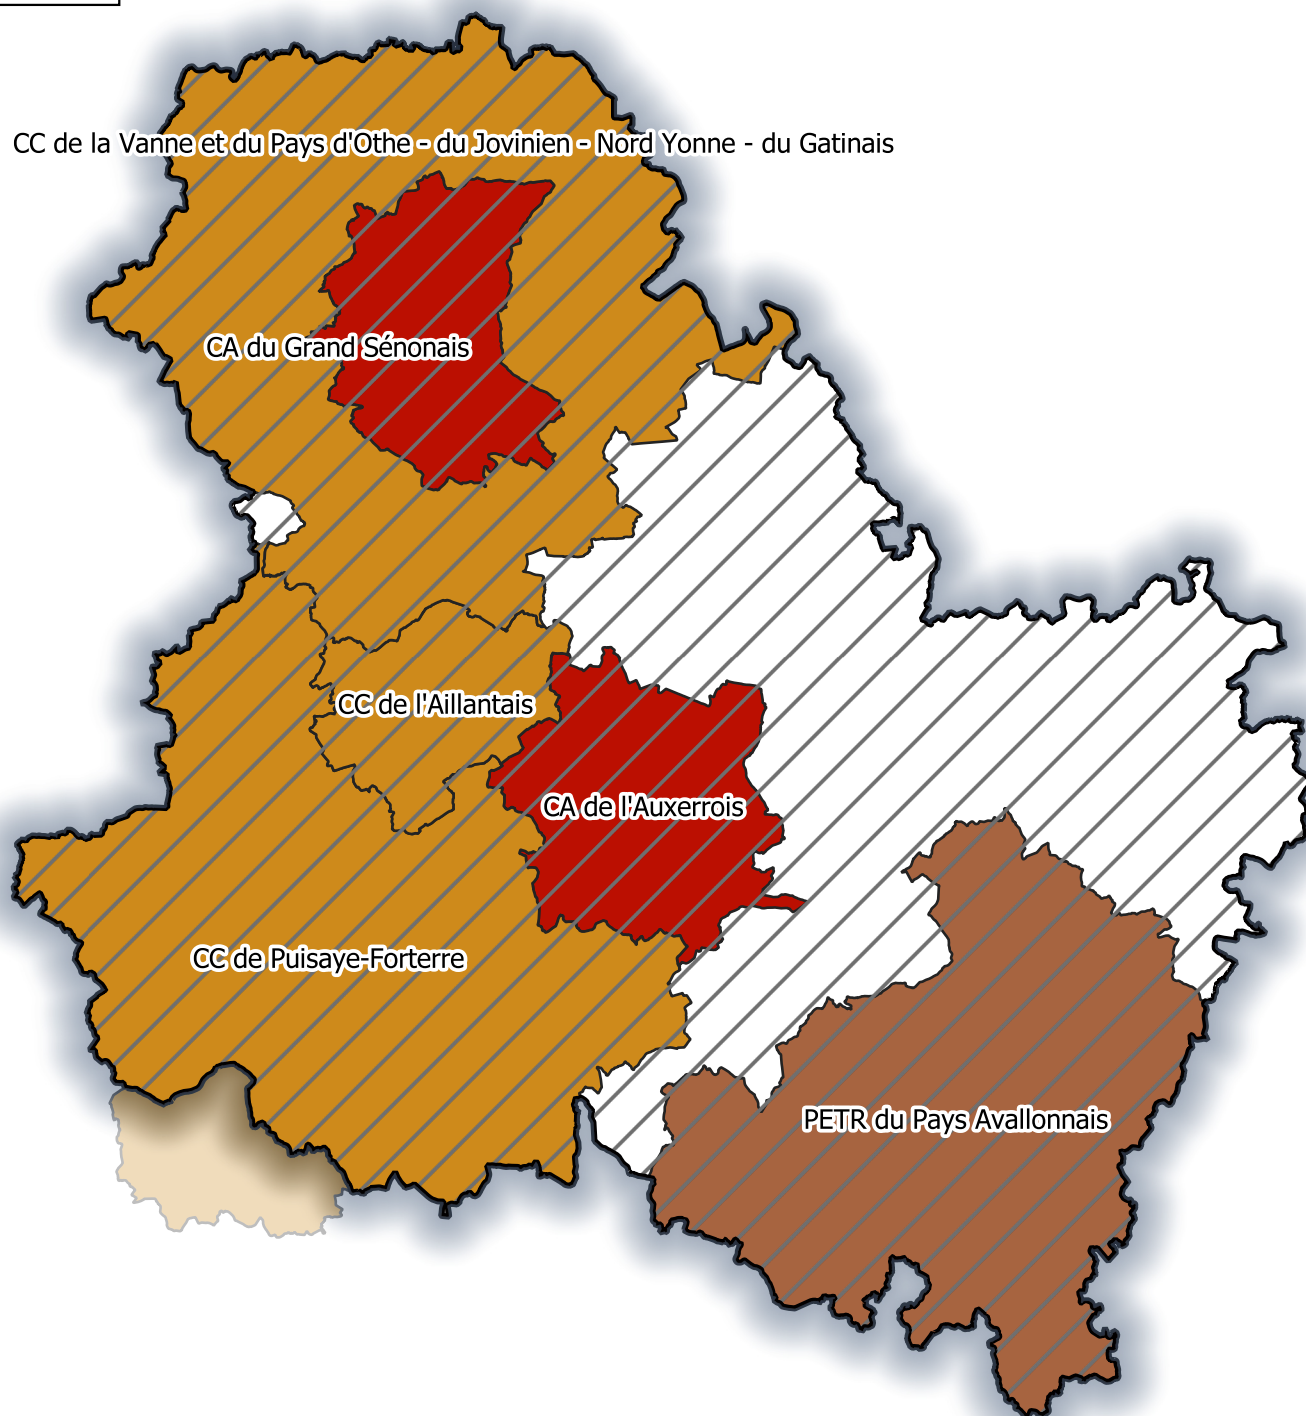 CC de la Vanne et du Pays d'Othe - du Jovinien - Nord Yonne - du Gatinais
CA du Grand Sénonais
CC de l'Aillantais
CA de l'Auxerrois
CC de Puisaye-Forterre
PETR du Pays Avallonnais